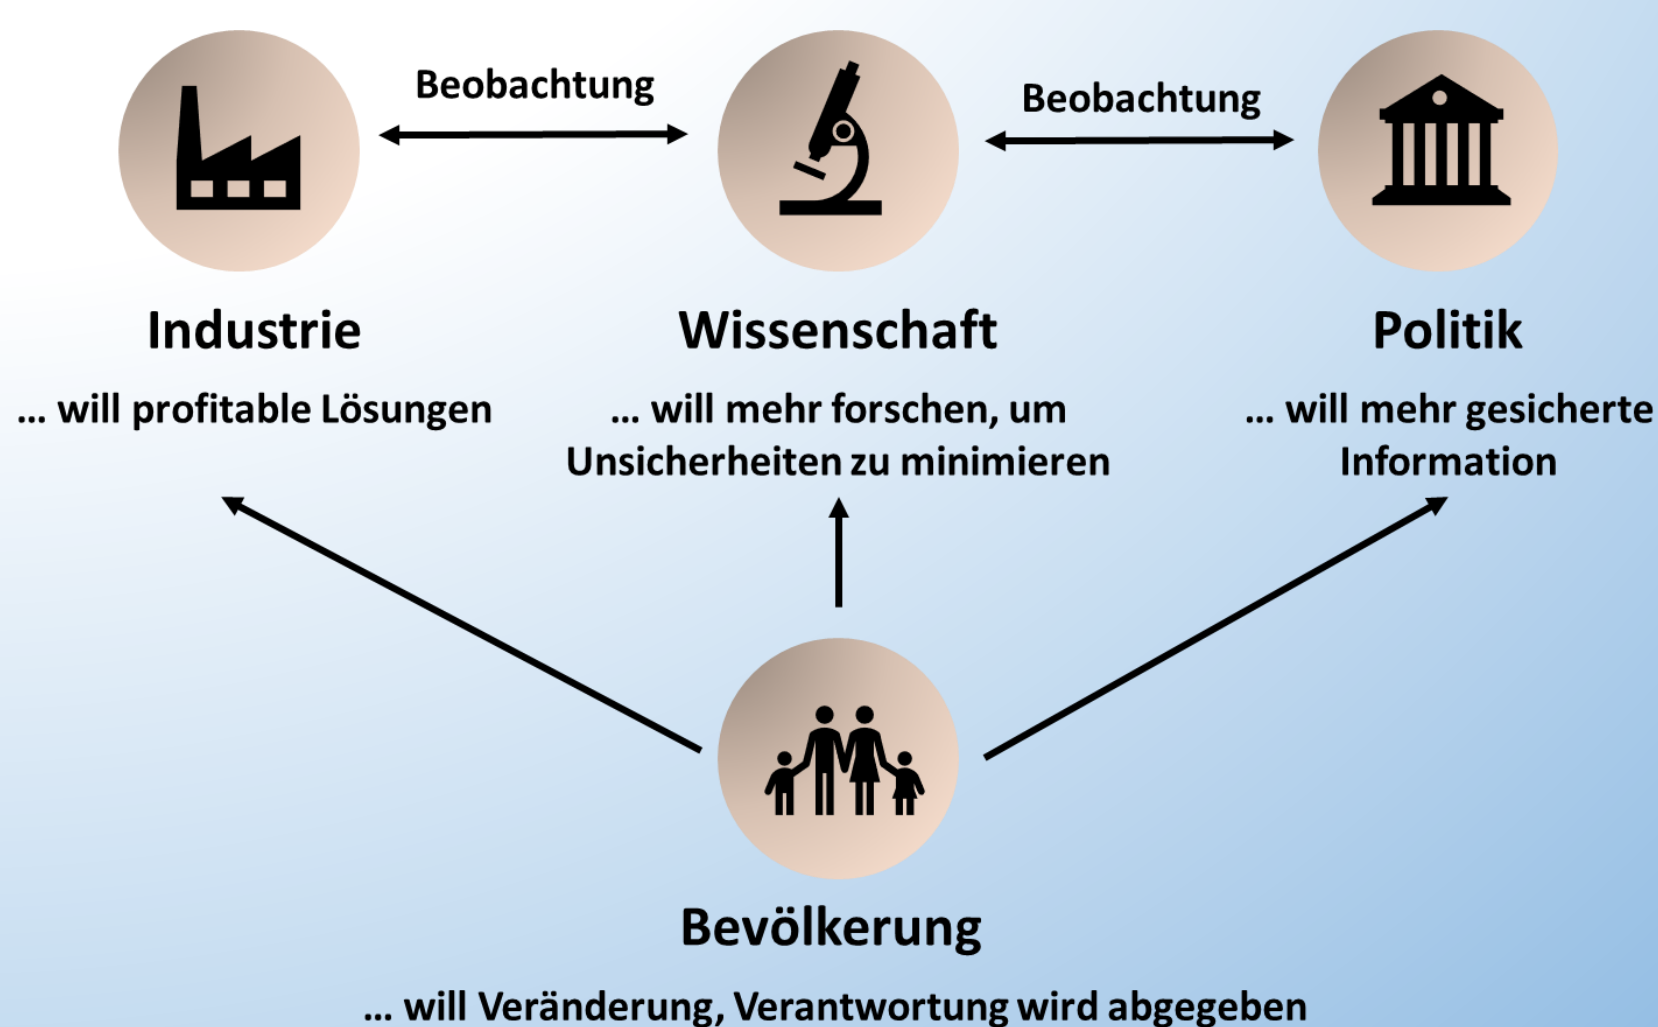 Beobachtung
Beobachtung
Industrie
... will profitable Lösungen
Wissenschaft
... will mehr forschen, um
Unsicherheiten zu minimieren
Politik
... will mehr gesicherte
Information
Bevölkerung
... will Veränderung, Verantwortung wird abgegeben